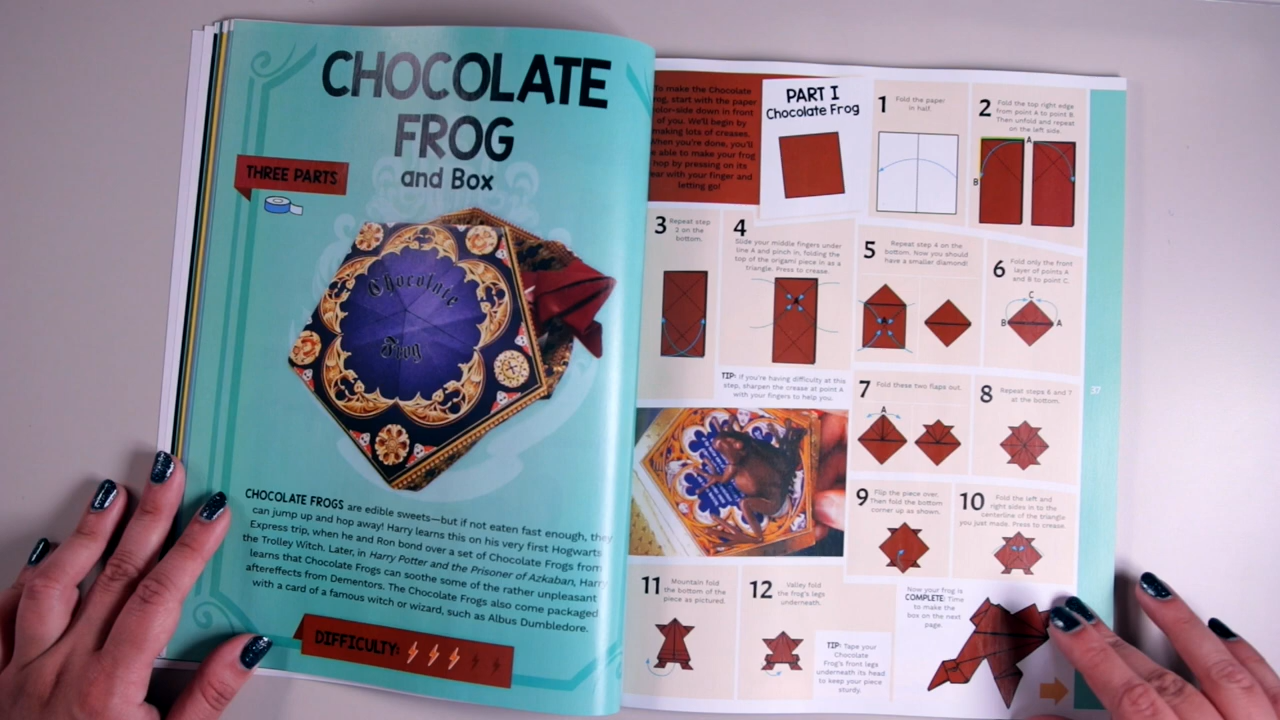 CHOCOLATE
FROG
and Box
THREE PARTS
Chocolate
Frog
CHOCOLATE FROGS are edible sweets—but if not eaten fast enough, they
can jump up and hop away! Harry learns this on his very first Hogwarts
Express trip, when he and Ron bond over a set of Chocolate Frogs from
the Trolley Witch. Later, in Harry Potter and the Prisoner of Azkaban, Harry
learns that Chocolate Frogs can soothe some of the rather unpleasant
aftereffects from Dementors. The Chocolate Frogs also come packaged
with a card of a famous witch or wizard, such as Albus Dumbledore.
DIFFICULTY:
To make the Chocolate
start with the paper
color-side down in front
of you. We'll begin by
making lots of creases.
When you're done, you'll
be able to make your frog
hop by pressing on its
rear with your finger and
letting go!
PART I
Chocolate Frog
1
Fold the paper
in half.
2
Fold the top right edge
from point A to point B.
Then unfold and repeat
on the left side.
A
B
3
Repeat step
2 on the
bottom.
4
Slide your middle fingers under
line A and pinch in, folding the
top of the origami piece in as a
triangle. Press to crease.
TIP: If you're having difficulty at this
step, sharpen the crease at point A
with your fingers to help you.
5
Repeat step 4 on the
bottom. Now you should
have a smaller diamond!
6
Fold only the front
layer of points A
and B to point C.
C
B
A
7
Fold these two flaps out.
A
8
Repeat steps 6 and 7
at the bottom.
9
Flip the piece over.
Then fold the bottom
corner up as shown.
10
Fold the left and
right sides in to the
centerline of the triangle
you just made. Press to crease.
11
Mountain fold
the bottom of the
piece as pictured.
12
Valley fold
the frog's legs
underneath.
TIP: Tape your
Chocolate
Frog's front legs
underneath its head
to keep your piece
sturdy.
Now your frog is
COMPLETE! Time
to make the
box on the next
page.
37